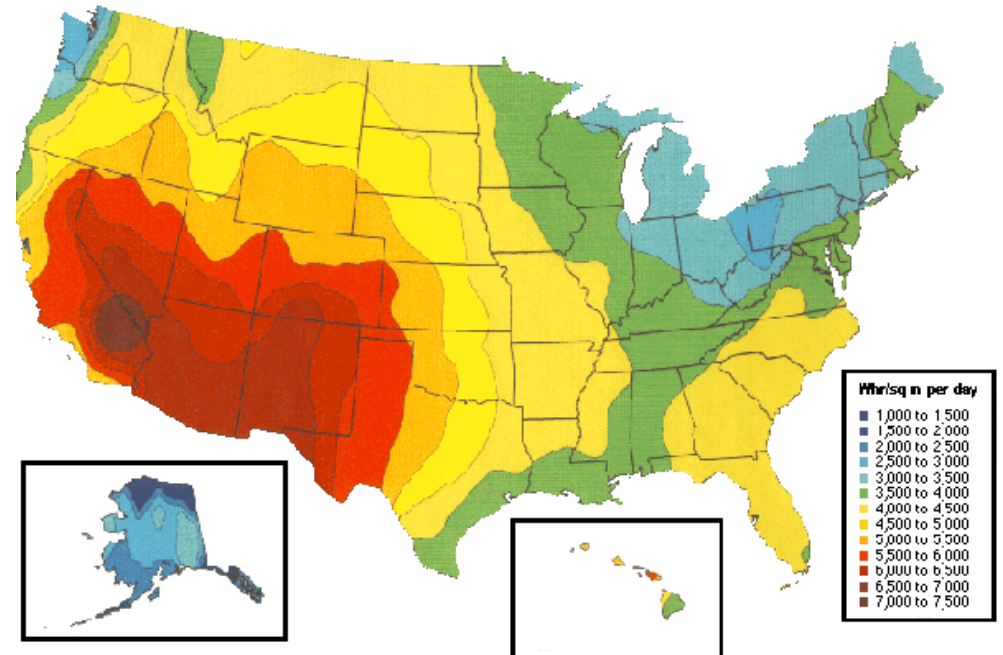 Whr/sq m per day
1,000 to 1,500
1,500 to 2,000
2,000 to 2,500
2,500 to 3,000
3,000 to 3,500
3,500 to 4,000
4,000 to 4,500
4,500 to 5,000
5,000 to 5,500
5,500 to 6,000
6,000 to 6,500
6,500 to 7,000
7,000 to 7,500